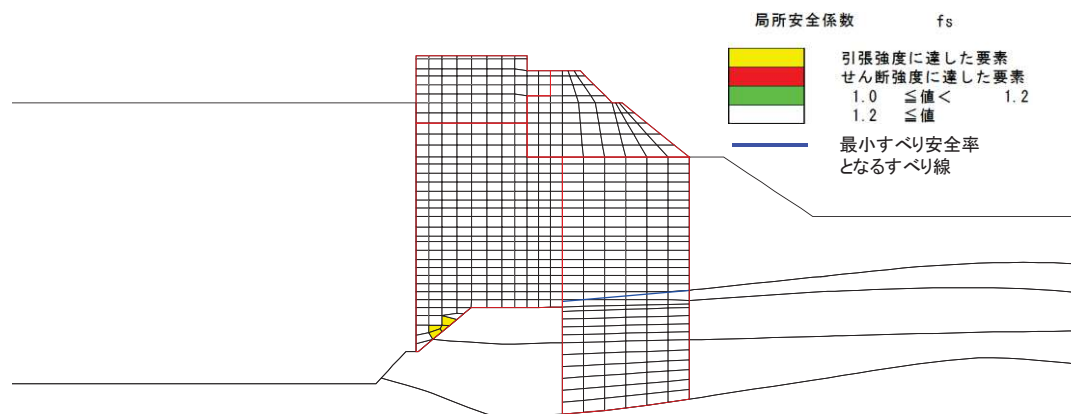 局所安全係数 fs
引張強度に達した要素
せん断強度に達した要素
1.0 ≦値< 1.2
1.2 ≦値
最小すべり安全率
となるすべり線